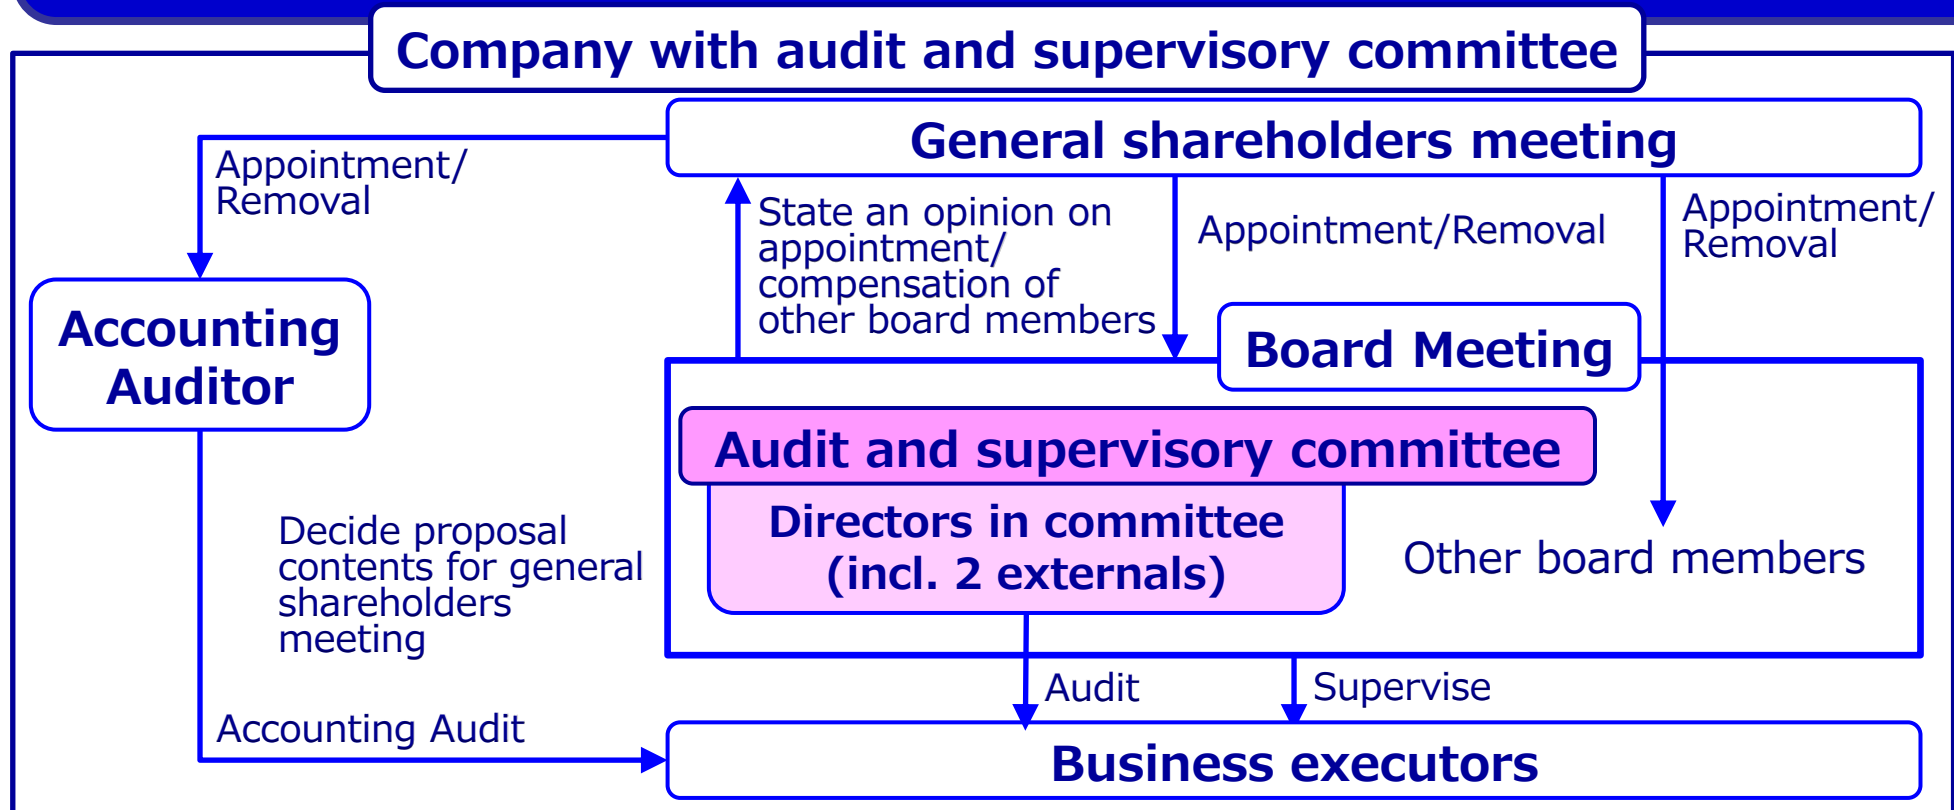 Company with audit and supervisory committee
General shareholders meeting
Appointment/
Removal
State an opinion on
appointment/
compensation of
other board members
Appointment/Removal
Appointment/
Removal
Accounting
Auditor
Board Meeting
Audit and supervisory committee
Directors in committee
(incl. 2 externals)
Other board members
Decide proposal
contents for general
shareholders
meeting
Audit
Supervise
Accounting Audit
Business executors